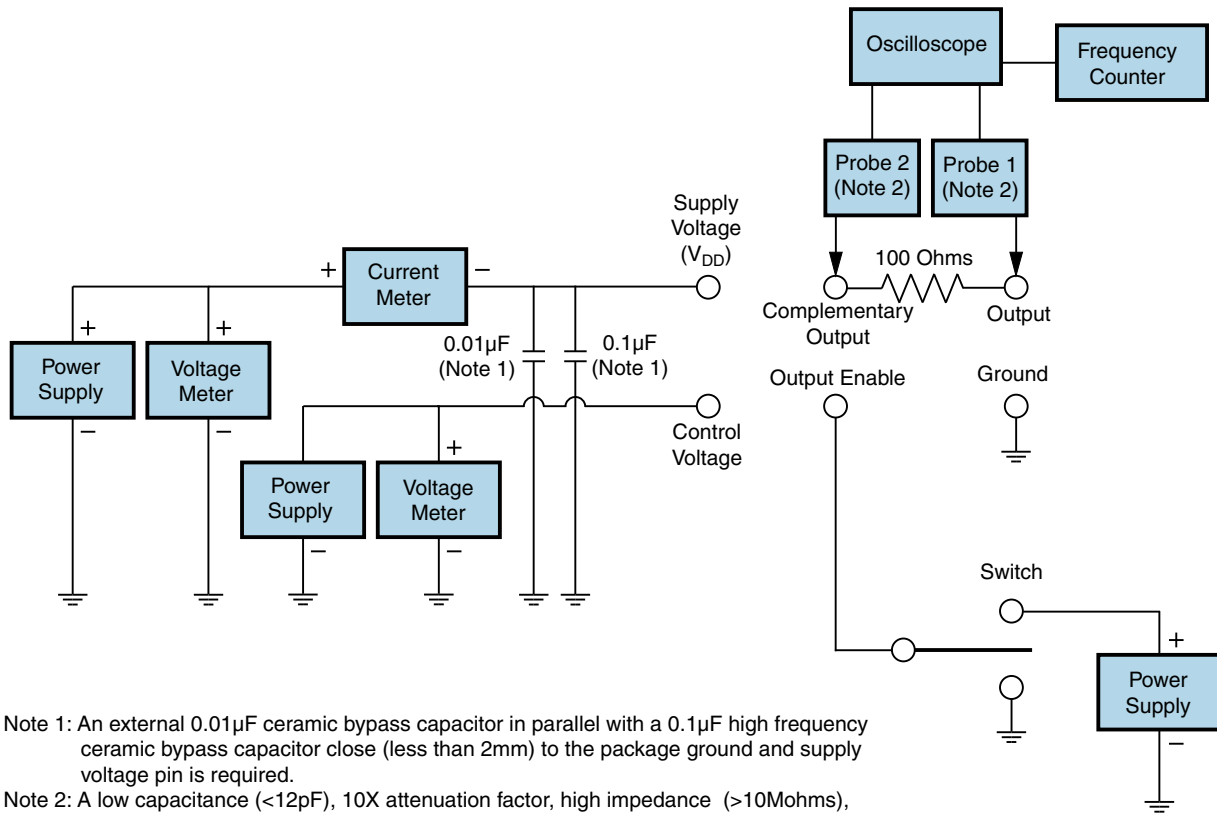 Oscilloscope
Frequency
Counter
Probe 2
(Note 2)
Probe 1
(Note 2)
Supply
Voltage
(VDD)
100 Ohms
+
Current
Meter
−
Complementary
Output
Output
+
Power
Supply
−
+
Voltage
Meter
−
0.01µF
(Note 1)
0.1µF
(Note 1)
Output Enable
Ground
Control
Voltage
Power
Supply
−
+
Voltage
Meter
−
Switch
+
Power
Supply
−
Note 1: An external 0.01µF ceramic bypass capacitor in parallel with a 0.1µF high frequency
ceramic bypass capacitor close (less than 2mm) to the package ground and supply
voltage pin is required.
Note 2: A low capacitance (<12pF), 10X attenuation factor, high impedance (>10Mohms),